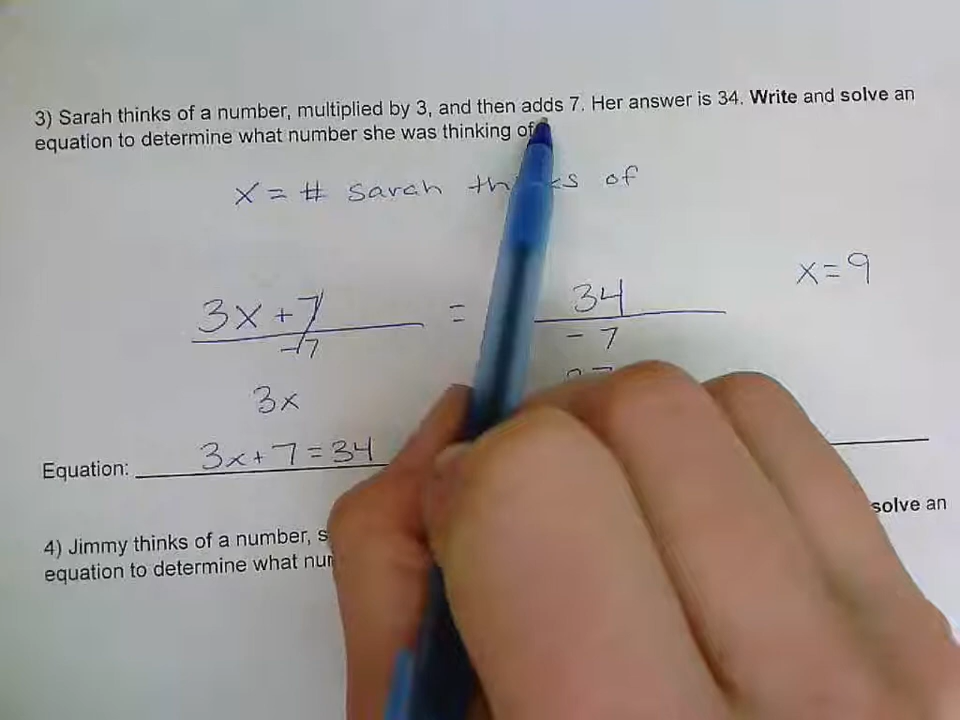 3) Sarah thinks of a number, multiplied by 3, and then adds 7. Her answer is 34. Write and solve an
equation to determine what number she was thinking of
x = # Sarah of
x = 9
3x + 7 = 34
-7 - 7
3x
Equation: 3x + 7 = 34
4) Jimmy thinks of a number, solve an
equation to determine what